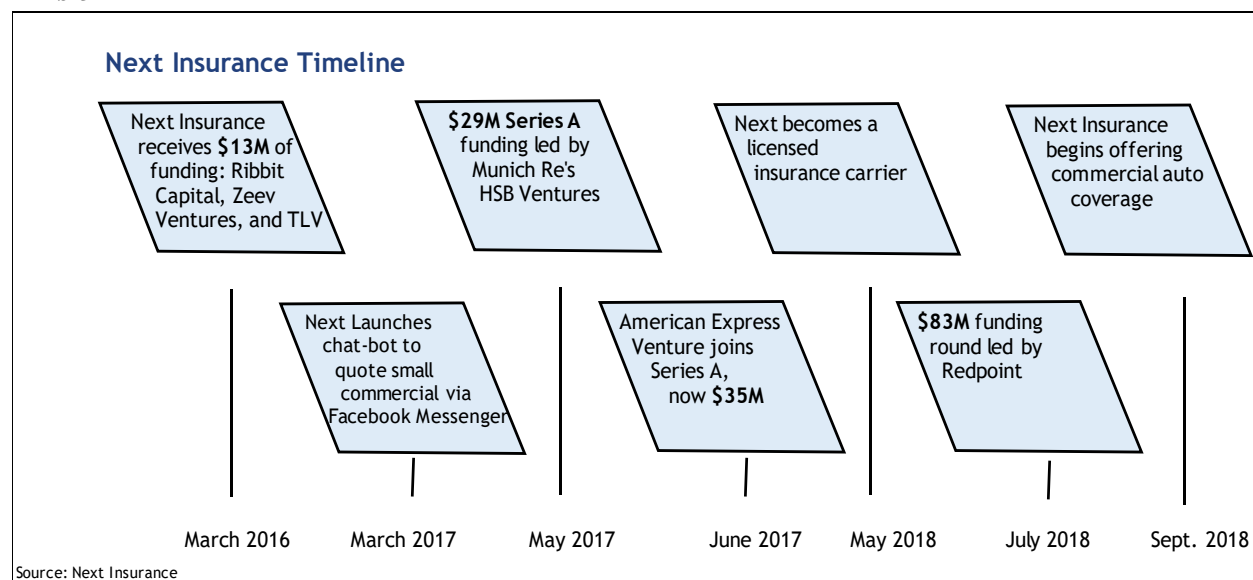 Next Insurance Timeline
Next Insurance
receives $13M of
funding: Ribbit
Capital, Zeev
Ventures, and TLV
$29M Series A
funding led by
Munich Re's
HSB Ventures
Next becomes a
licensed
insurance carrier
Next Insurance
begins offering
commercial auto
coverage
Next Launches
chat-bot to
quote small
commercial via
Facebook Messenger
American Express
Venture joins
Series A,
now $35M
$83M funding
round led by
Redpoint
March 2016
March 2017
May 2017
June 2017
May 2018
July 2018
Sept. 2018
Source: Next Insurance